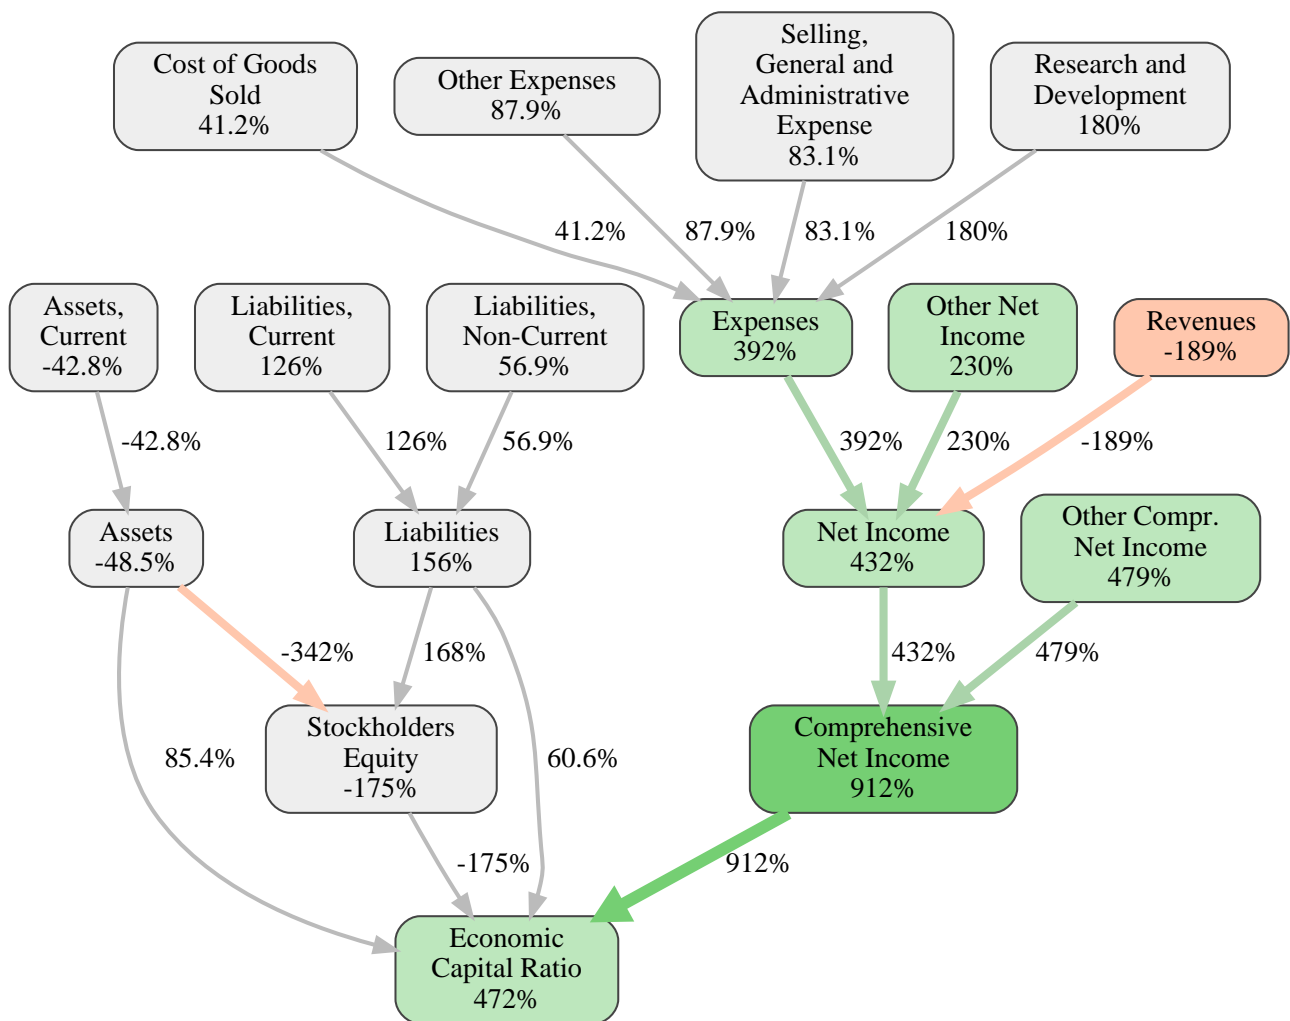 Cost of Goods
Sold
41.2%
Other Expenses
87.9%
Selling,
General and
Administrative
Expense
83.1%
Research and
Development
180%
41.2%
87.9%
83.1%
180%
Assets,
Current
-42.8%
Liabilities,
Current
126%
Liabilities,
Non-Current
56.9%
Expenses
392%
Other Net
Income
230%
Revenues
-189%
-42.8%
126%
56.9%
392%
230%
-189%
Assets
-48.5%
Liabilities
156%
Net Income
432%
Other Compr.
Net Income
479%
-342%
168%
432%
479%
85.4%
Stockholders
Equity
-175%
60.6%
Comprehensive
Net Income
912%
-175%
912%
Economic
Capital Ratio
472%